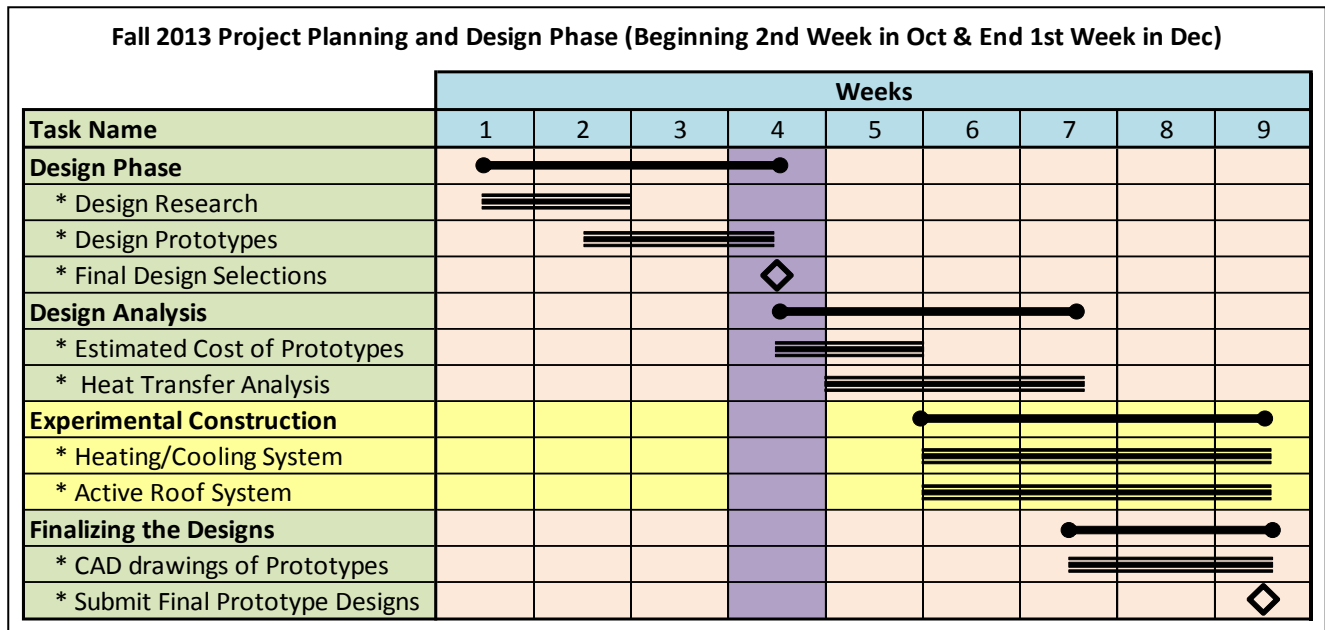 Fall 2013 Project Planning and Design Phase (Beginning 2nd Week in Oct & End 1st Week in Dec)
Weeks
Task Name 1 2 3 4 5 6 7 8 9
Design Phase
* Design Research
* Design Prototypes
* Final Design Selections
Design Analysis
* Estimated Cost of Prototypes
* Heat Transfer Analysis
Experimental Construction
* Heating/Cooling System
* Active Roof System
Finalizing the Designs
* CAD drawings of Prototypes
* Submit Final Prototype Designs